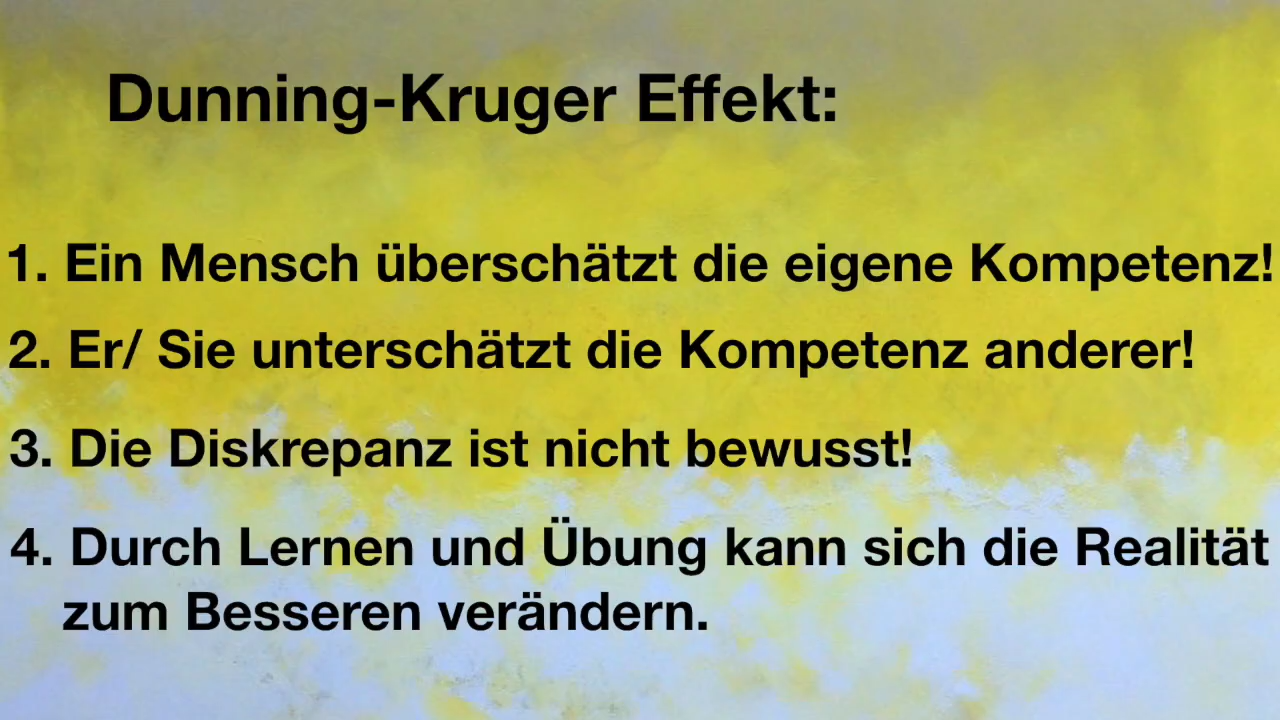 Dunning-Kruger Effekt:
1. Ein Mensch überschätzt die eigene Kompetenz!
2. Er/ Sie unterschätzt die Kompetenz anderer!
3. Die Diskrepanz ist nicht bewusst!
4. Durch Lernen und Übung kann sich die Realität
zum Besseren verändern.